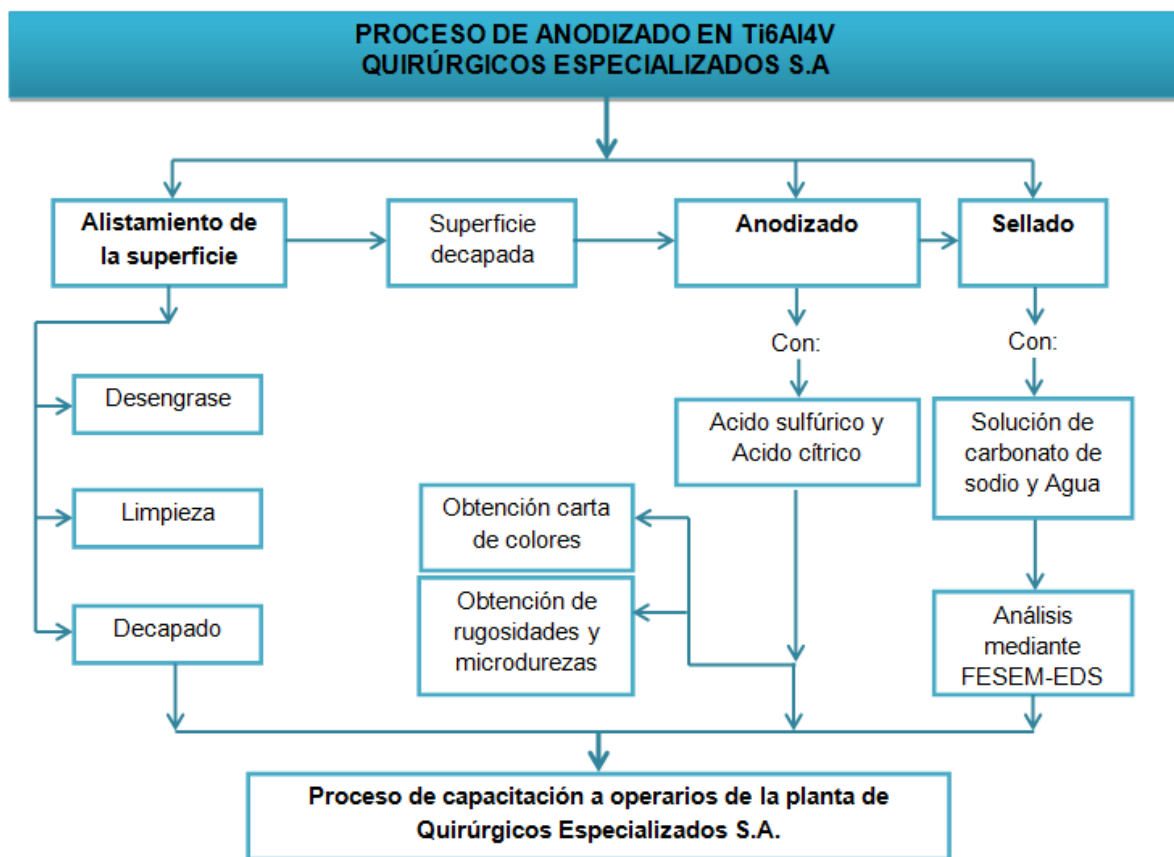 PROCESO DE ANODIZADO EN Ti6Al4V
QUIRÚRGICOS ESPECIALIZADOS S.A
Alistamiento de
la superficie
Superficie
decapada
Anodizado
Sellado
Con:
Con:
Desengrase
Limpieza
Decapado
Acido sulfúrico y
Acido cítrico
Solución de
carbonato de
sodio y Agua
Obtención carta
de colores
Obtención de
rugosidades y
microdurezas
Análisis
mediante
FESEM-EDS
Proceso de capacitación a operarios de la planta de
Quirúrgicos Especializados S.A.